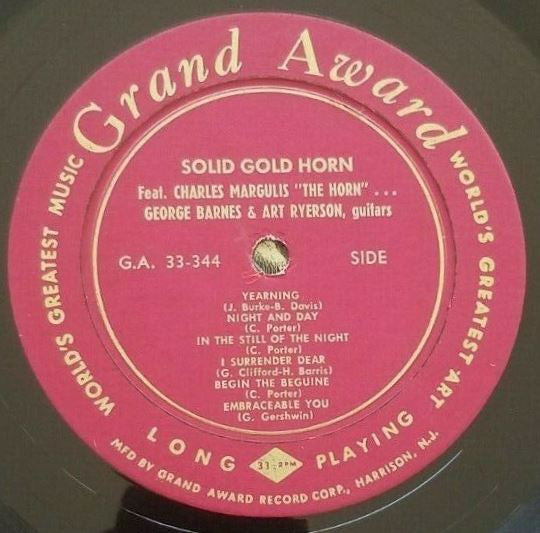 Grand Award
WORLD'S GREATEST MUSIC
WORLD'S GREATEST ART
SOLID GOLD HORN
Feat. CHARLES MARGULIS "THE HORN" ...
GEORGE BARNES & ART RYERSON, guitars
G.A. 33-344
SIDE
YEARNING
(J. Burke-B. Davis)
NIGHT AND DAY
(C. Porter)
IN THE STILL OF THE NIGHT
(C. Porter)
I SURRENDER DEAR
(G. Clifford-H. Barris)
BEGIN THE BEGUINE
(C. Porter)
EMBRACEABLE YOU
(G. Gershwin)
LONG PLAYING
MFD BY GRAND AWARD RECORD CORP., HARRISON, N.J.